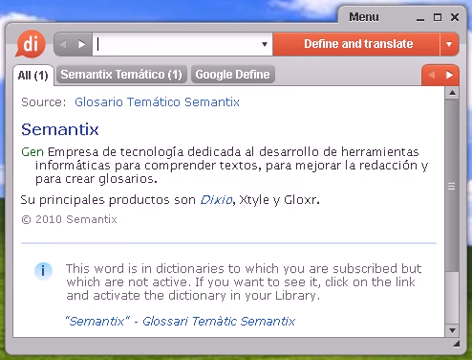 Menu
di
Define and translate
All (1)
Semantix Temático (1)
Google Define
Source: Glosario Temático Semantix
Semantix
Gen Empresa de tecnología dedicada al desarrollo de herramientas
informáticas para comprender textos, para mejorar la redacción y
para crear glosarios.
Su principales productos son Dixio, Xtyle y Gloxr.
© 2010 Semantix
i
This word is in dictionaries to which you are subscribed but
which are not active. If you want to see it, click on the link
and activate the dictionary in your Library.
"Semantix" - Glossari Temàtic Semantix